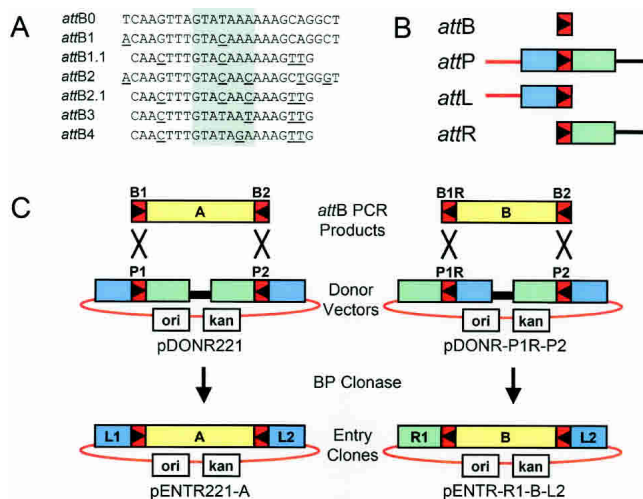 A
attB0 TCAAGTTAGTATAAAAAAGCAGGCT
attB1 ACAAGTTTGTACAAAAAAGCAGGCT
attB1.1 CAACTTTGTACAAAAAAGTTG
attB2 ACAAGTTTGTACAACAAAGCTGGGT
attB2.1 CAACTTTGTACAACAAAGTTG
attB3 CAACTTTGTATAATAAAGTTG
attB4 CAACTTTGTATAGAAAAGTTG
B
attB
attP
attL
attR
C
B1 B2
A
attB PCR Products
B1R B2
B
P1 P2
ori kan
pDONR221
Donor Vectors
P1R P2
ori kan
pDONR-P1R-P2
BP Clonase
L1 A L2
ori kan
pENTR221-A
Entry Clones
R1 B L2
ori kan
pENTR-R1-B-L2